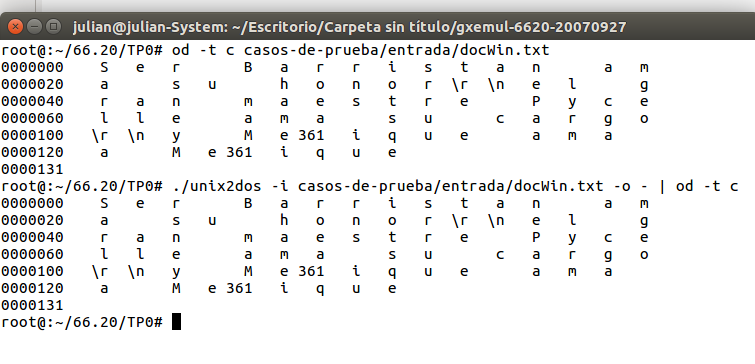 julian@julian-System: ~/Escritorio/Carpeta sin título/gxemul-6620-20070927
root@:~/66.20/TP0# od -t c casos-de-prueba/entrada/docWin.txt
0000000    S   e   r       B   a   r   r   i   s   t   a   n       a   m
0000020    a       s   u       h   o   n   o   r  \r  \n   e   l       g
0000040    r   a   n       m   a   e   s   t   r   e       P   y   c   e
0000060    l   l   e       a   m   a       s   u       c   a   r   g   o
0000100   \r  \n   y       M   e 361   i   q   u   e       a   m   a
0000120    a       M   e 361   i   q   u   e
0000131
root@:~/66.20/TP0# ./unix2dos -i casos-de-prueba/entrada/docWin.txt -o - | od -t c
0000000    S   e   r       B   a   r   r   i   s   t   a   n       a   m
0000020    a       s   u       h   o   n   o   r  \r  \n   e   l       g
0000040    r   a   n       m   a   e   s   t   r   e       P   y   c   e
0000060    l   l   e       a   m   a       s   u       c   a   r   g   o
0000100   \r  \n   y       M   e 361   i   q   u   e       a   m   a
0000120    a       M   e 361   i   q   u   e
0000131
root@:~/66.20/TP0#